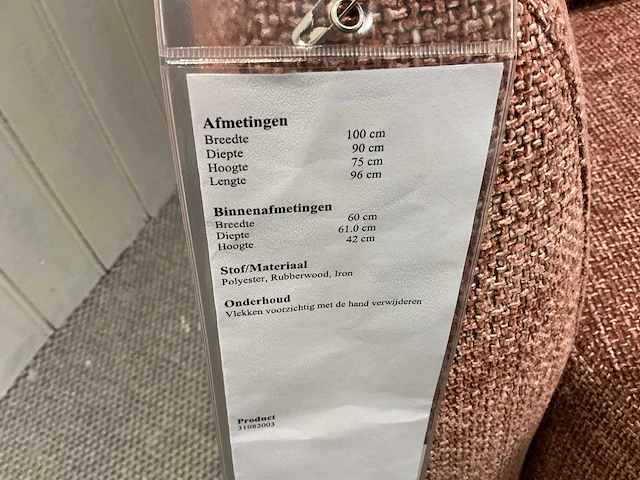 Afmetingen
Breedte 100 cm
Diepte 90 cm
Hoogte 75 cm
Lengte 96 cm
Binnenafmetingen
Breedte 60 cm
Diepte 61.0 cm
Hoogte 42 cm
Stof/Materiaal
Polyester, Rubberwood, Iron
Onderhoud
Vlekken voorzichtig met de hand verwijderen
Product
31082003